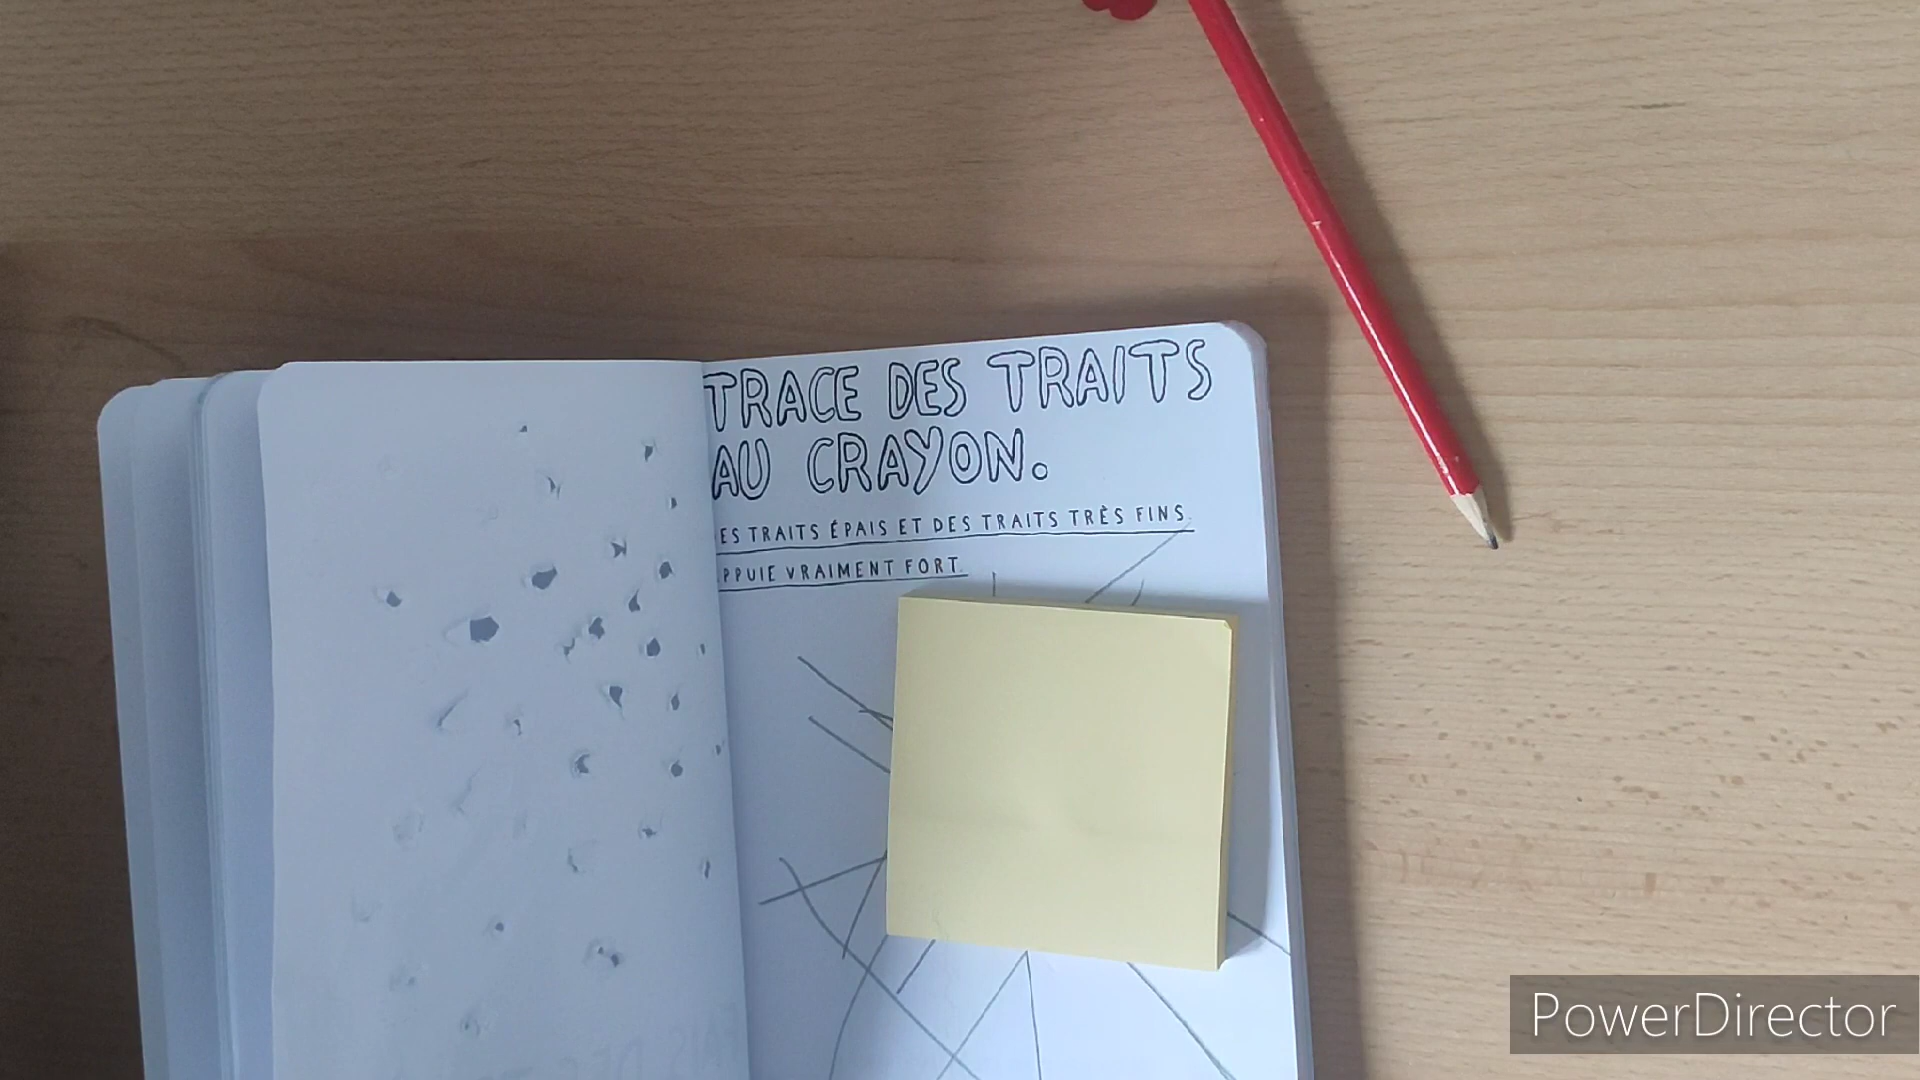 TRACE DES TRAITS
AU CRAYON.
ES TRAITS ÉPAIS ET DES TRAITS TRÈS FINS.
PPUIE VRAIMENT FORT.
PowerDirector